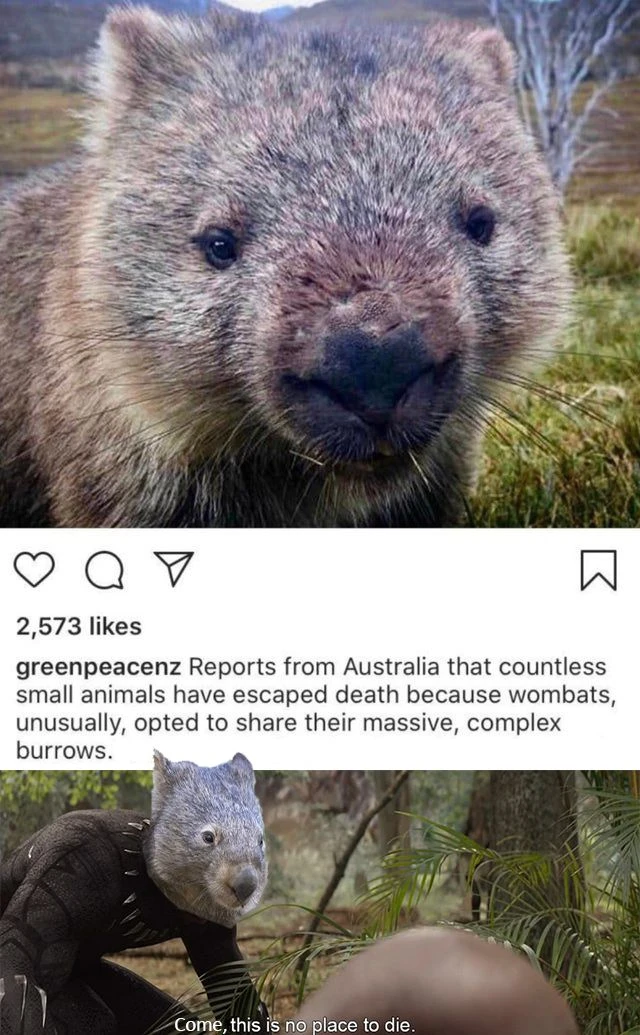 2,573 likes
greenpeacenz Reports from Australia that countless
small animals have escaped death because wombats,
unusually, opted to share their massive, complex
burrows.
Come, this is no place to die.